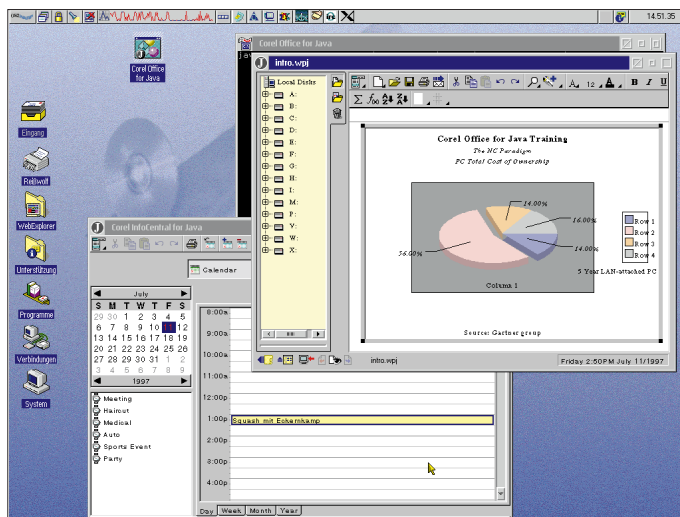 14.51.35
Corel Office
for Java
Corel Office for Java
intro.wpj
Eingang
Reißwolf
WebExplorer
Unterstützung
Programme
Verbindungen
System
Local Disks
A:
B:
C:
D:
E:
F:
G:
H:
I:
M:
P:
V:
W:
X:
12
B I U
Corel Office for Java Training
The NC Paradigm
PC Total Cost of Ownership
14.00%
16.00%
14.00%
56.00%
Row 1
Row 2
Row 3
Row 4
5 Year LAN-attached PC
Column 1
Source: Gartner group
intro.wpj
Friday 2:50PM July 11/1997
Corel InfoCentral for Java
Calendar
July
S M T W T F S
29 30 1 2 3 4 5
6 7 8 9 10 11 12
13 14 15 16 17 18 19
20 21 22 23 24 25 26
27 28 29 30 31 1 2
3 4 5 6 7 8 9
1997
Meeting
Haircut
Medical
Auto
Sports Event
Party
8:00a
9:00a
10:00a
11:00a
12:00p
1:00p Squash mit Eckernkamp
2:00p
3:00p
4:00p
Day Week Month Year